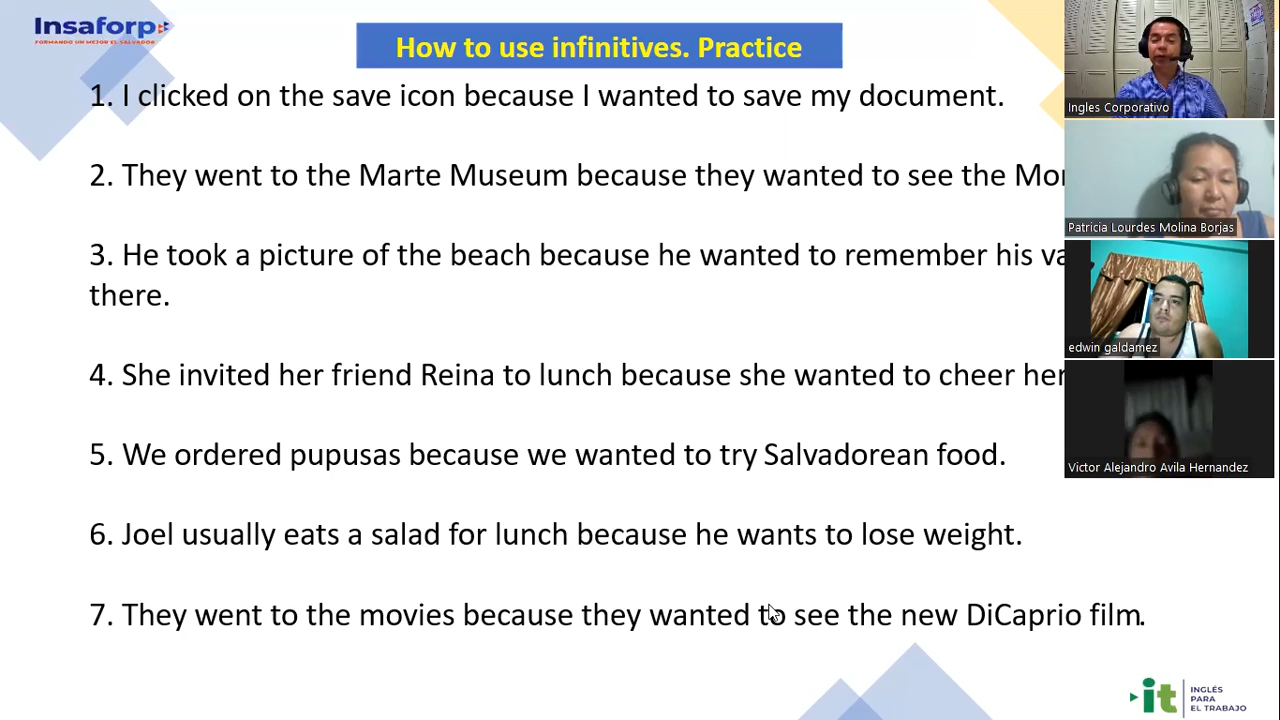 Insaforp
FORMANDO UN MEJOR EL SALVADOR
How to use infinitives. Practice
1. I clicked on the save icon because I wanted to save my document.
2. They went to the Marte Museum because they wanted to see the
3. He took a picture of the beach because he wanted to remember his
there.
4. She invited her friend Reina to lunch because she wanted to cheer her
5. We ordered pupusas because we wanted to try Salvadorean food.
6. Joel usually eats a salad for lunch because he wants to lose weight.
7. They went to the movies because they wanted to see the new DiCaprio film.
Ingles Corporativo
Patricia Lourdes Molina Borjas
edwin galdamez
Victor Alejandro Avila Hernandez
it
INGLÉS
PARA
EL TRABAJO